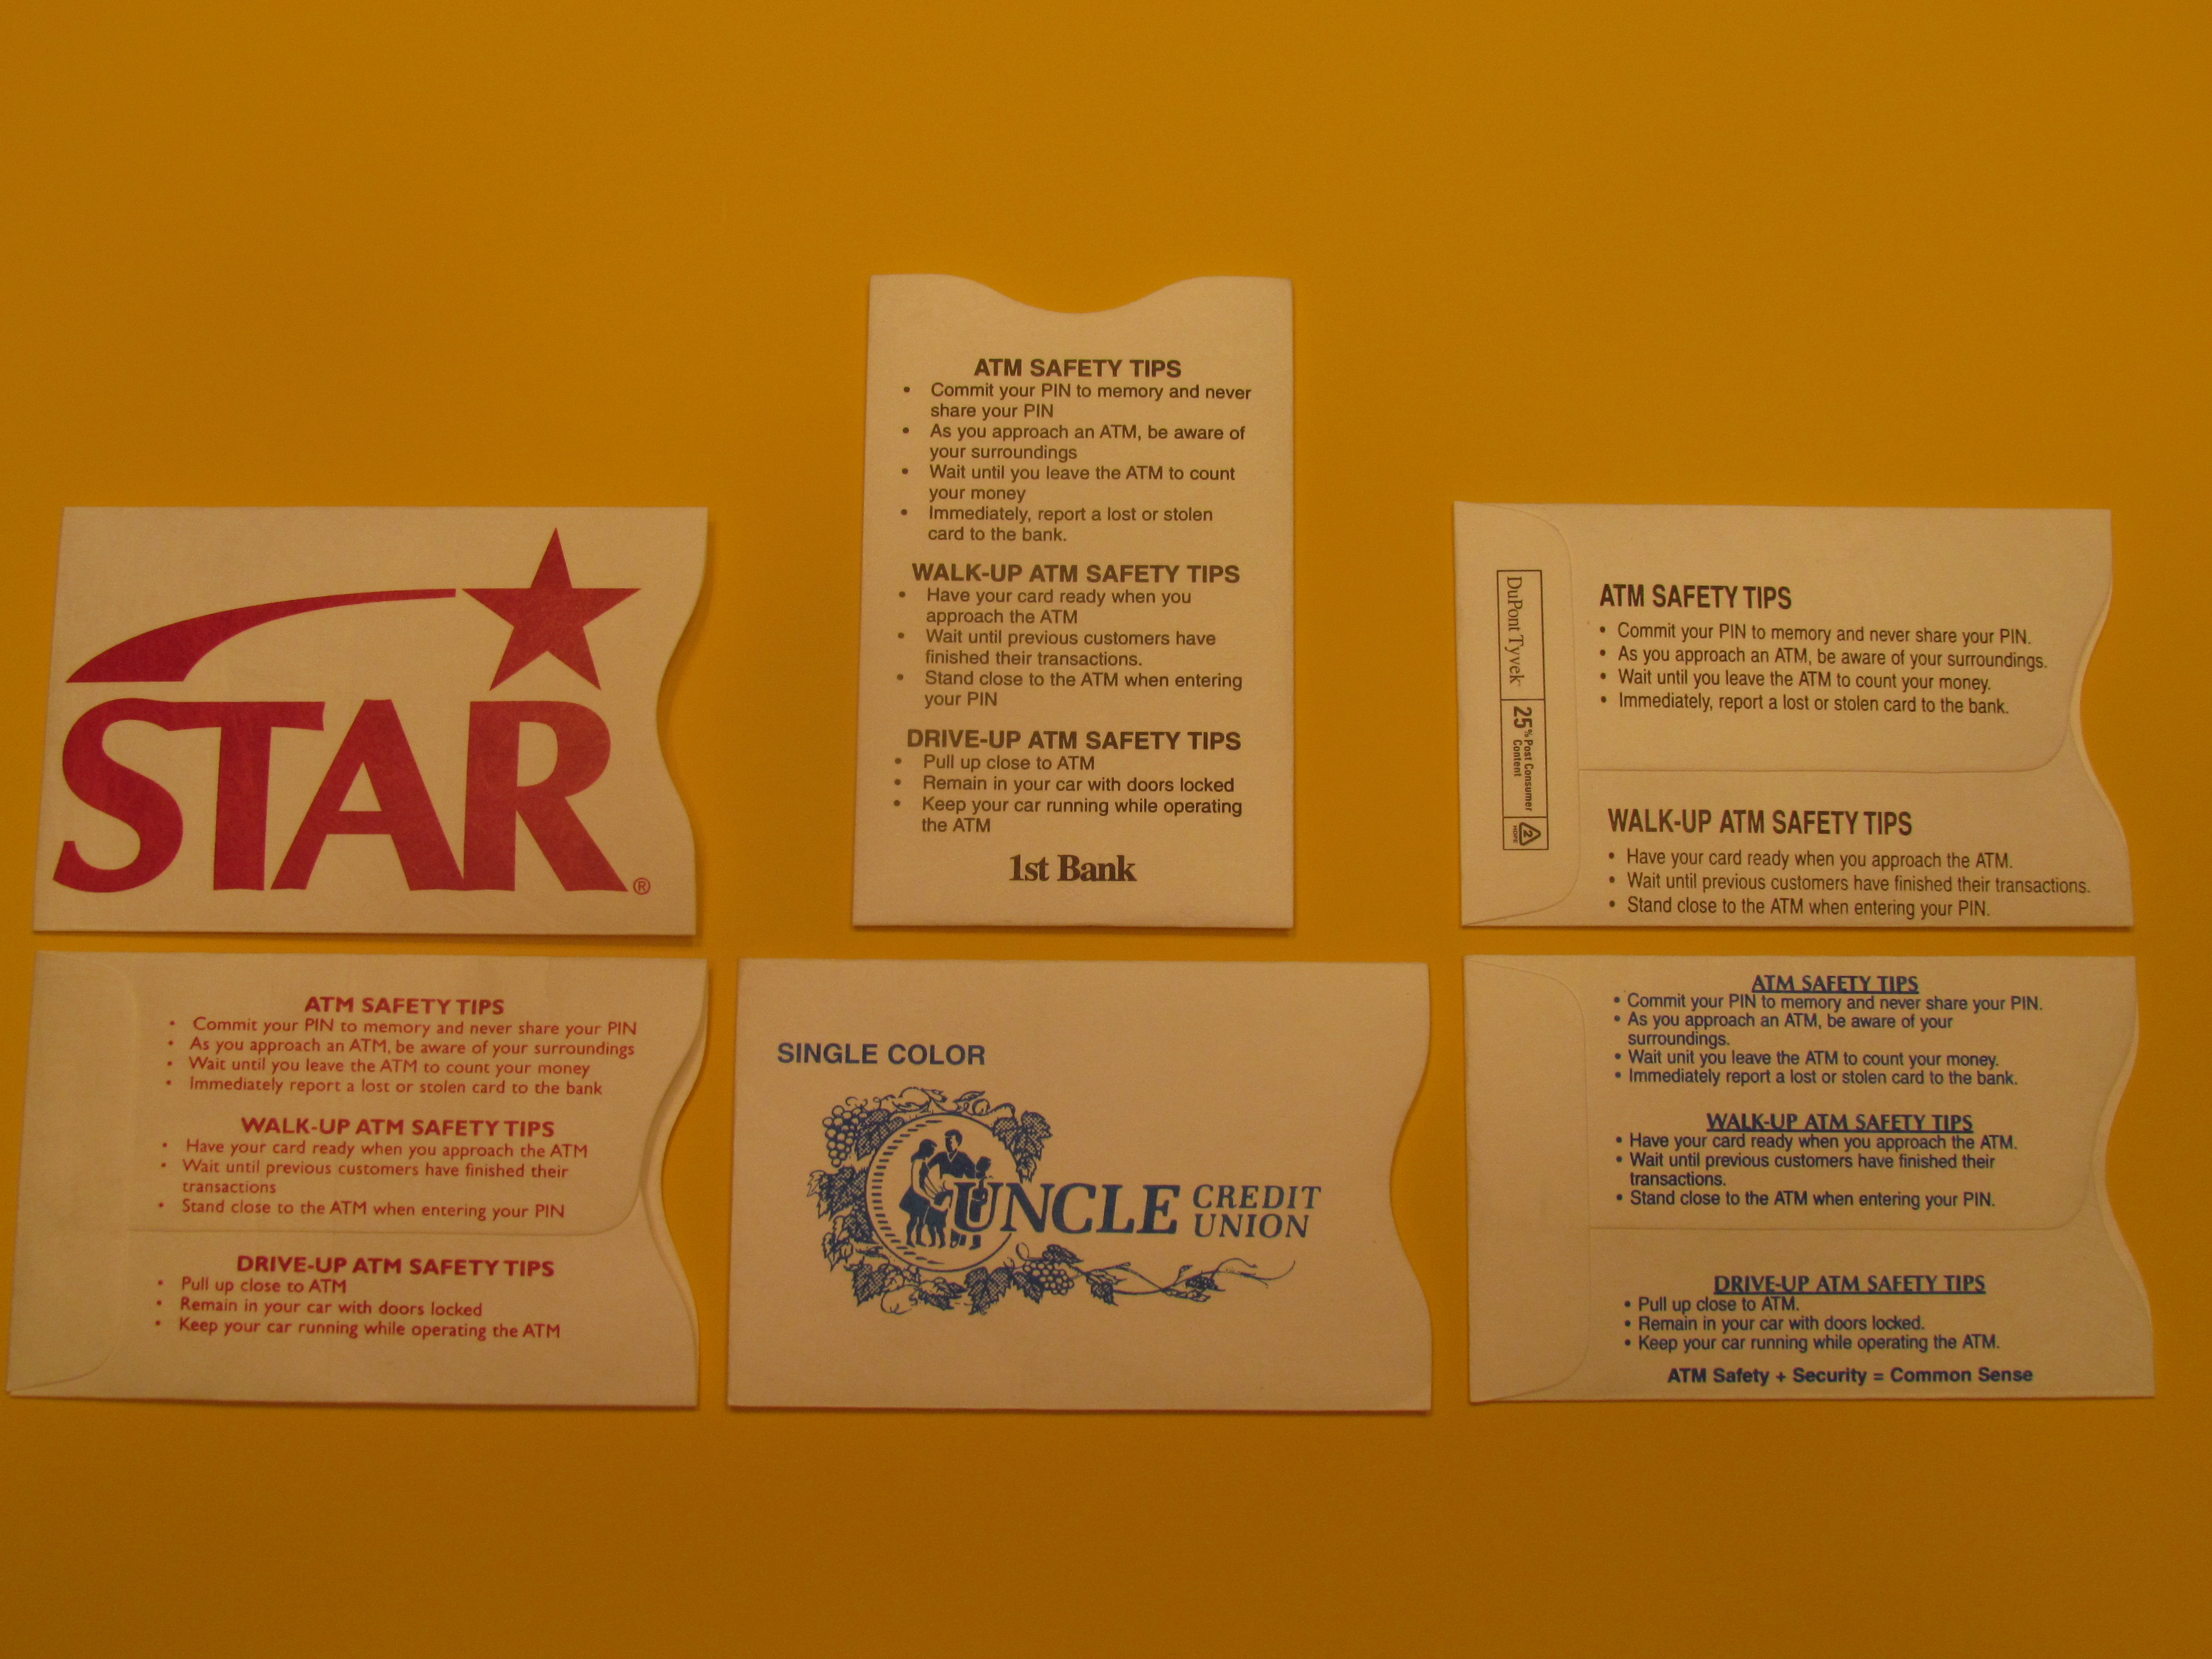 STAR®
ATM SAFETY TIPS
• Commit your PIN to memory and never
share your PIN
• As you approach an ATM, be aware of
your surroundings
• Wait until you leave the ATM to count
your money
• Immediately, report a lost or stolen
card to the bank.
WALK-UP ATM SAFETY TIPS
• Have your card ready when you
approach the ATM
• Wait until previous customers have
finished their transactions.
• Stand close to the ATM when entering
your PIN
DRIVE-UP ATM SAFETY TIPS
• Pull up close to ATM
• Remain in your car with doors locked
• Keep your car running while operating
the ATM
1st Bank
DuPont Tyvek
25% Post Consumer
Content
2
HDPE
ATM SAFETY TIPS
• Commit your PIN to memory and never share your PIN.
• As you approach an ATM, be aware of your surroundings.
• Wait until you leave the ATM to count your money.
• Immediately, report a lost or stolen card to the bank.
WALK-UP ATM SAFETY TIPS
• Have your card ready when you approach the ATM.
• Wait until previous customers have finished their transactions.
• Stand close to the ATM when entering your PIN.
ATM SAFETY TIPS
• Commit your PIN to memory and never share your PIN
• As you approach an ATM, be aware of your surroundings
• Wait until you leave the ATM to count your money
• Immediately report a lost or stolen card to the bank
WALK-UP ATM SAFETY TIPS
• Have your card ready when you approach the ATM
• Wait until previous customers have finished their
transactions
• Stand close to the ATM when entering your PIN
DRIVE-UP ATM SAFETY TIPS
• Pull up close to ATM
• Remain in your car with doors locked
• Keep your car running while operating the ATM
SINGLE COLOR
UNCLE CREDIT
UNION
ATM SAFETY TIPS
• Commit your PIN to memory and never share your PIN.
• As you approach an ATM, be aware of your
surroundings.
• Wait unit you leave the ATM to count your money.
• Immediately report a lost or stolen card to the bank.
WALK-UP ATM SAFETY TIPS
• Have your card ready when you approach the ATM.
• Wait until previous customers have finished their
transactions.
• Stand close to the ATM when entering your PIN.
DRIVE-UP ATM SAFETY TIPS
• Pull up close to ATM.
• Remain in your car with doors locked.
• Keep your car running while operating the ATM.
ATM Safety + Security = Common Sense